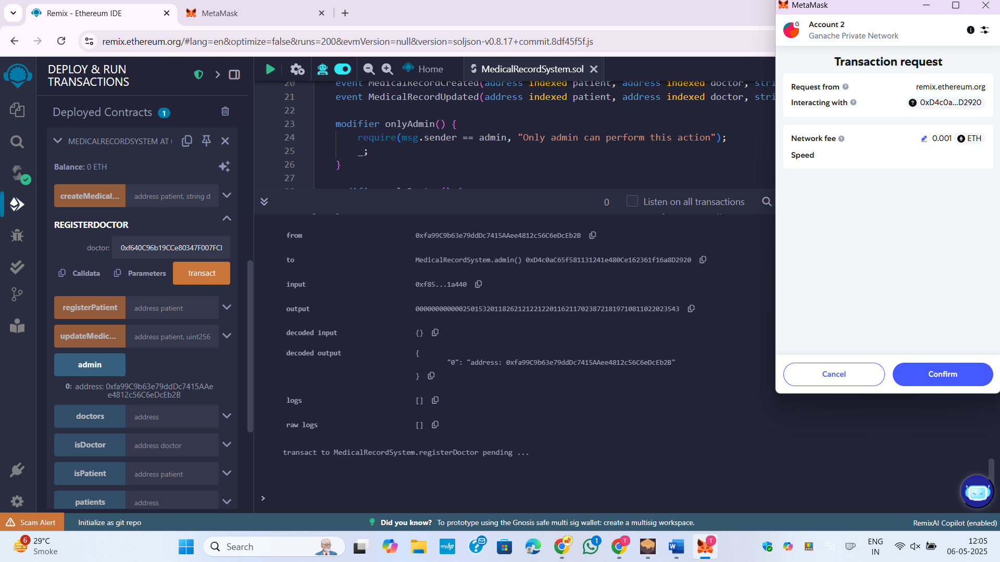 Remix - Ethereum IDE
MetaMask
remix.ethereum.org/#lang=en&optimize=false&runs=200&evmVersion=null&version=soljson-v0.8.17+commit.8df45f5f.js
DEPLOY & RUN
TRANSACTIONS
Deployed Contracts 1
MEDICALRECORDSYSTEM AT
Balance: 0 ETH
createMedical... address patient, string d
REGISTERDOCTOR
doctor: 0xf640C96b19CCe80347F007FC
Calldata Parameters transact
registerPatient address patient
updateMedic... address patient, uint256
admin
0: address: 0xfa99C9b63e79ddDc7415AAe
e4812c56C6eDcEb2B
doctors address
isDoctor address doctor
isPatient address patient
patients address
Home
MedicalRecordSystem.sol
20 event MedicalRecordCreated(address indexed patient, address indexed doctor, stri
21 event MedicalRecordUpdated(address indexed patient, address indexed doctor, stri
22
23 modifier onlyAdmin() {
24 require(msg.sender == admin, "Only admin can perform this action");
25 _;
26 }
27
0 Listen on all transactions
from 0xfa99C9b63e79ddDc7415AAee4812c56C6eDcEb2B
to MedicalRecordSystem.admin() 0xD4c0aC65f581131241e480Ce162361f16a8D2920
input 0xf85...1a440
output 0000000000000250153201182621212212201162117023872181971081102202354​3
decoded input {}
decoded output {
"0": "address: 0xfa99C9b63e79ddDc7415AAee4812c56C6eDcEb2B"
}
logs []
raw logs []
transact to MedicalRecordSystem.registerDoctor pending ...
>
MetaMask
Account 2
Ganache Private Network
G
Transaction request
Request from remix.ethereum.org
Interacting with 0xD4c0a...D2920
Network fee 0.001 ETH
Speed
Cancel Confirm
Scam Alert Initialize as git repo
Did you know? To prototype using the Gnosis safe multi sig wallet: create a multisig workspace.
RemixAI Copilot (enabled)
6
29°C
Smoke
Search
myhp
1
T
T
ENG
IN
12:05
06-05-2025